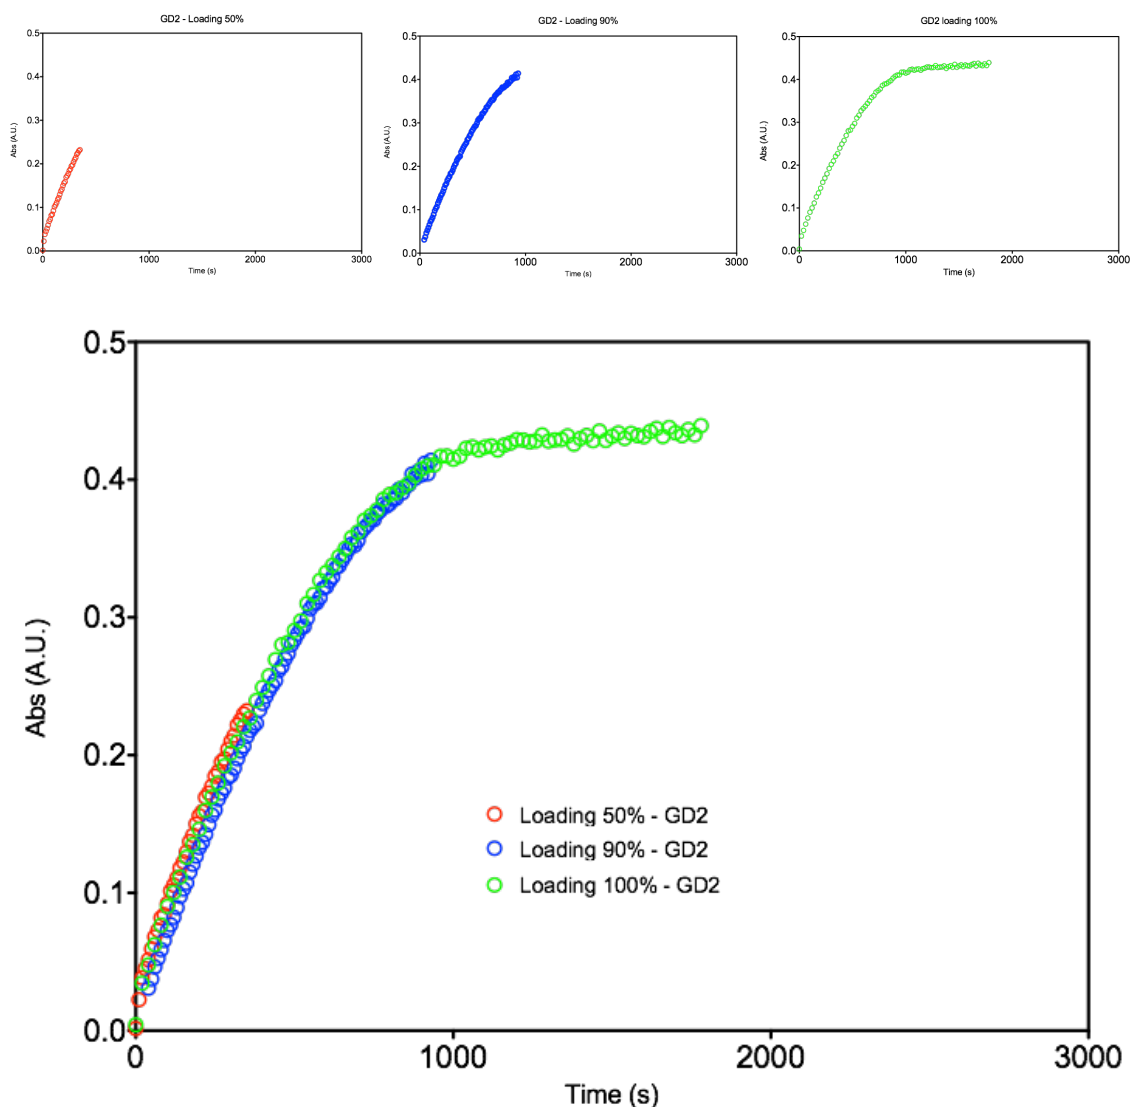 GD2 - Loading 50%
0.5
0.4
0.3
0.2
0.1
0.0
Abs (A.U.)
0
1000
2000
3000
Time (s)
GD2 - Loading 90%
0.5
0.4
0.3
0.2
0.1
0.0
Abs (A.U.)
0
1000
2000
3000
Time (s)
GD2 loading 100%
0.5
0.4
0.3
0.2
0.1
0.0
Abs (A.U.)
0
1000
2000
3000
Time (s)
0.5
0.4
0.3
0.2
0.1
0.0
Abs (A.U.)
Loading 50% - GD2
Loading 90% - GD2
Loading 100% - GD2
0
1000
2000
3000
Time (s)